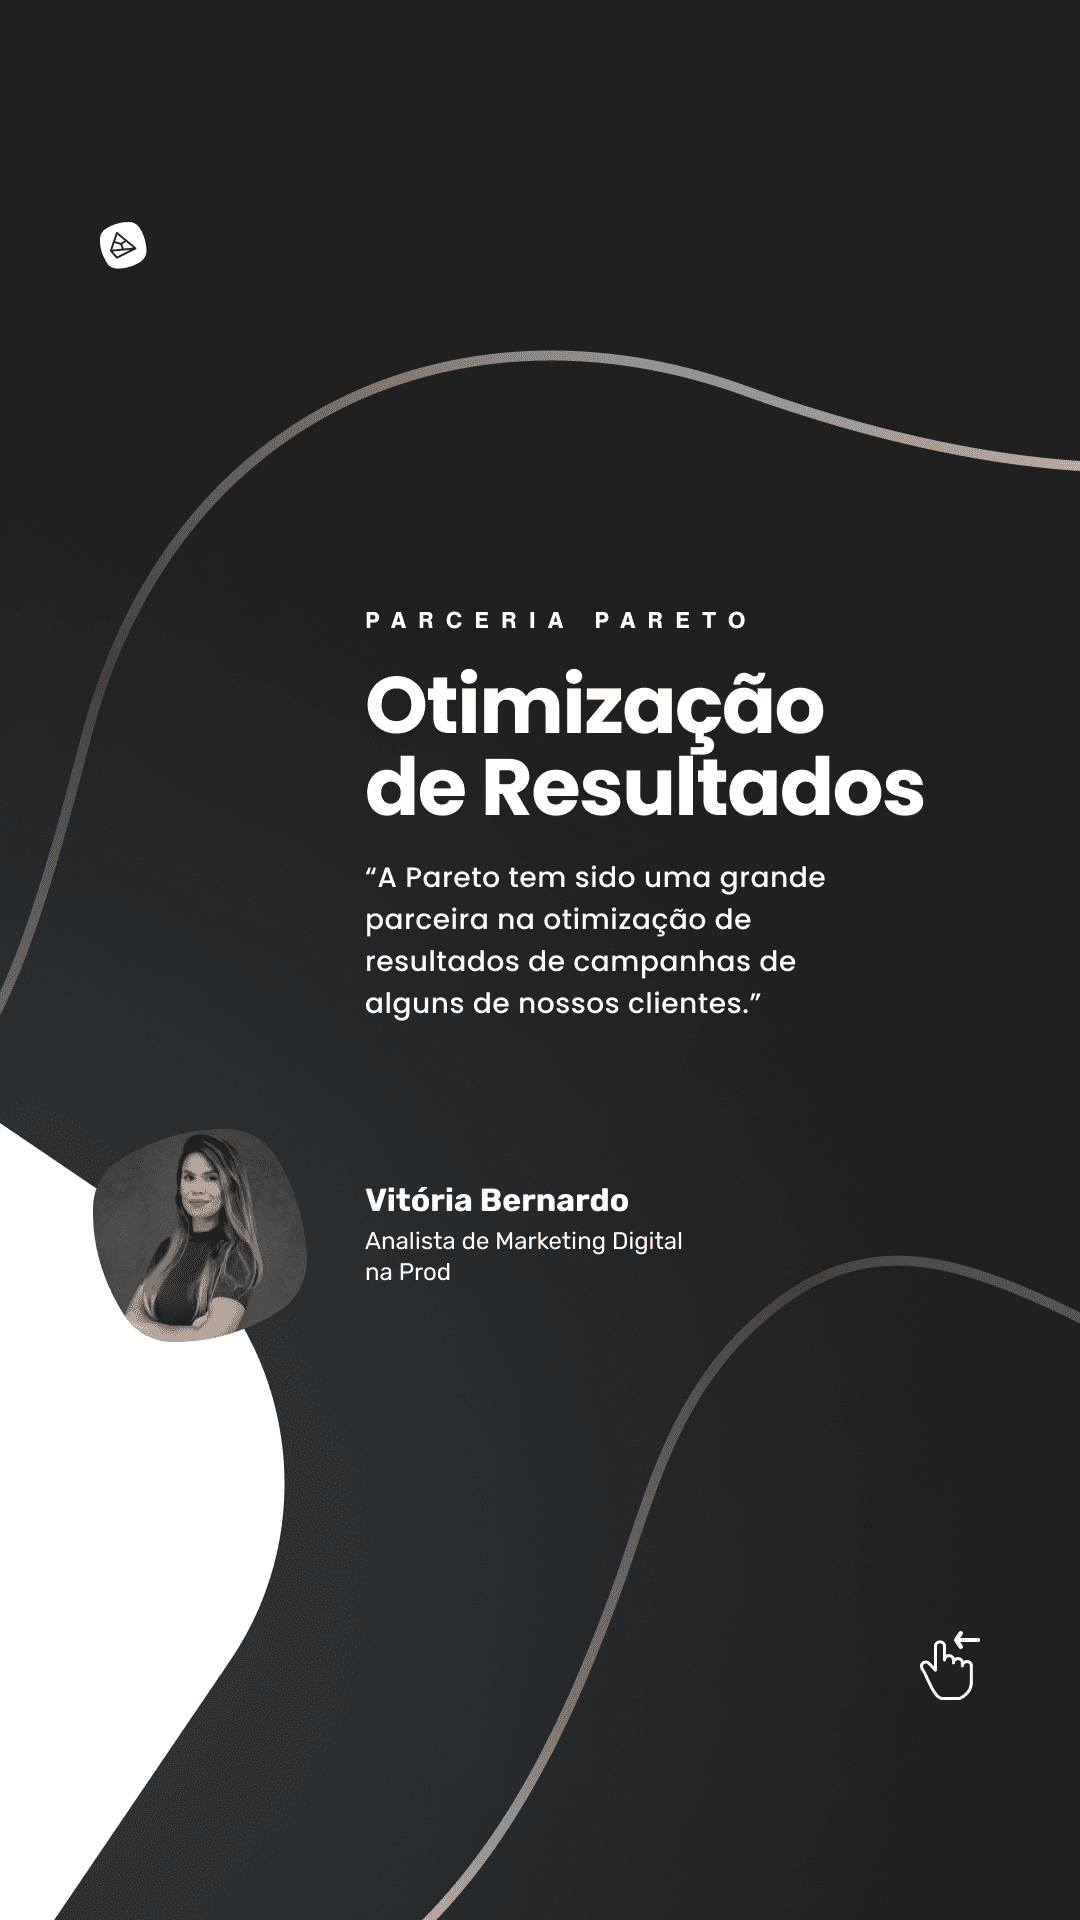 PARCERIA PARETO
Otimização
de Resultados
“A Pareto tem sido uma grande
parceira na otimização de
resultados de campanhas de
alguns de nossos clientes.”
Vitória Bernardo
Analista de Marketing Digital
na Prod